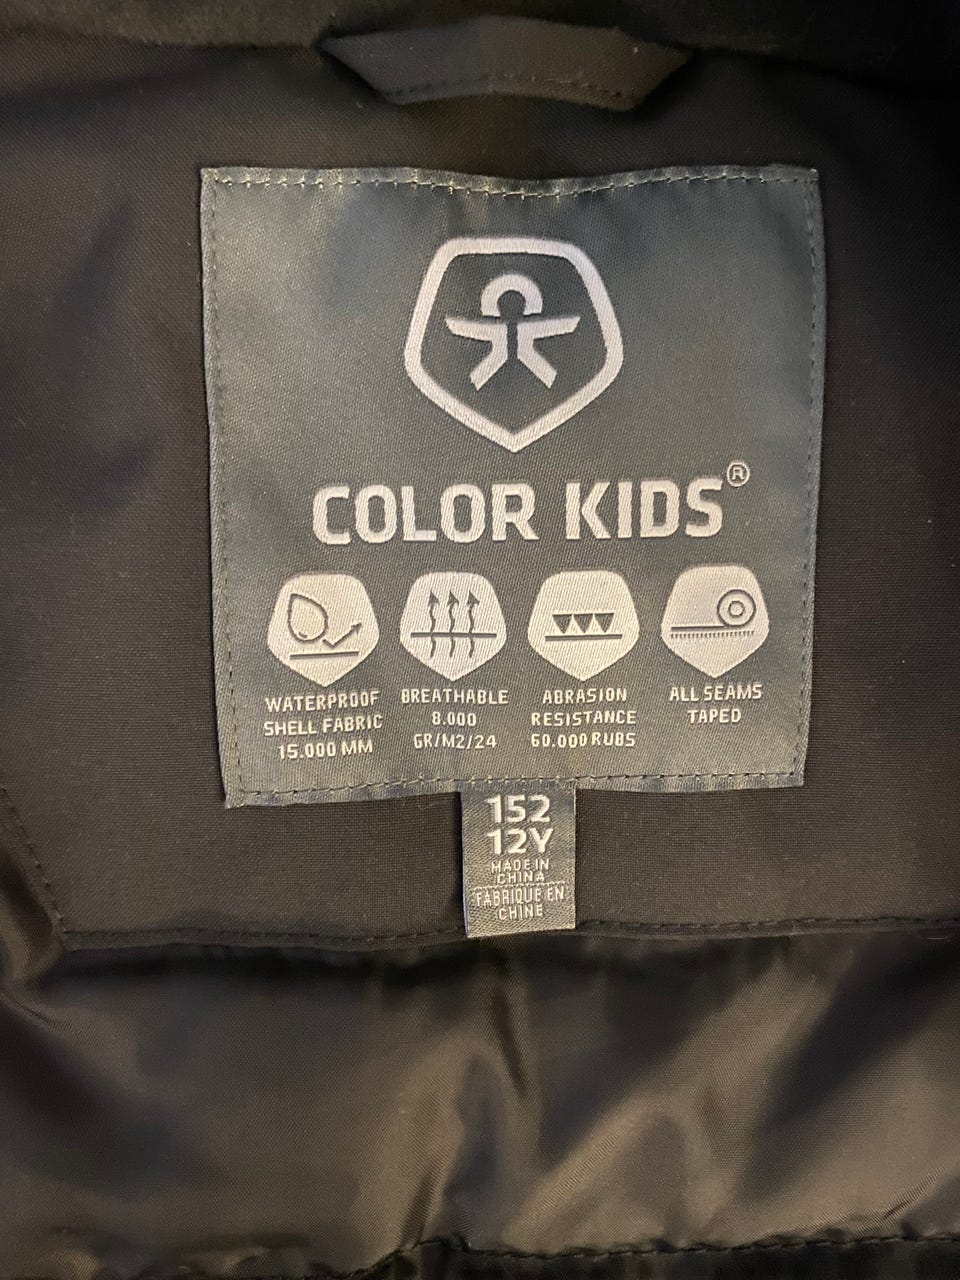 COLOR KIDS®
WATERPROOF
SHELL FABRIC
15.000 MM
BREATHABLE
8.000
GR/M2/24
ABRASION
RESISTANCE
60.000 RUBS
ALL SEAMS
TAPED
152
12Y
MADE IN
CHINA
FABRIQUE EN
CHINE